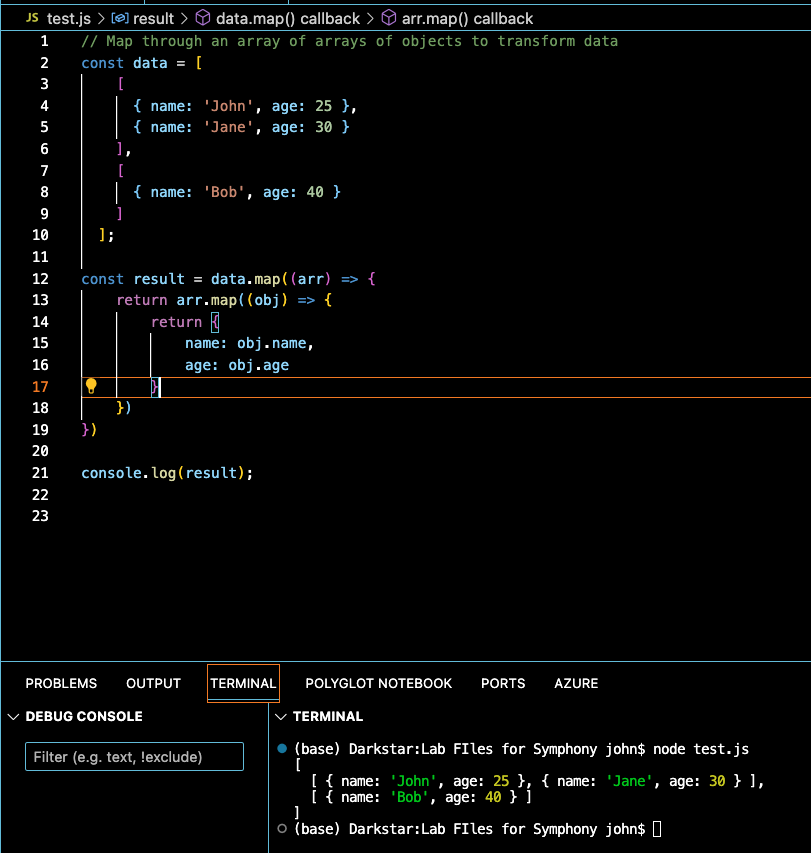 JS test.js > result > data.map() callback > arr.map() callback
1 // Map through an array of arrays of objects to transform data
2 const data = [
3     [
4       { name: 'John', age: 25 },
5       { name: 'Jane', age: 30 }
6     ],
7     [
8       { name: 'Bob', age: 40 }
9     ]
10   ];
11
12 const result = data.map((arr) => {
13     return arr.map((obj) => {
14         return {
15             name: obj.name,
16             age: obj.age
17         }
18     })
19 })
20
21 console.log(result);
22
23
PROBLEMS OUTPUT TERMINAL POLYGLOT NOTEBOOK PORTS AZURE
DEBUG CONSOLE
Filter (e.g. text, !exclude)
TERMINAL
(base) Darkstar:Lab FIles for Symphony john$ node test.js
[
  [ { name: 'John', age: 25 }, { name: 'Jane', age: 30 } ],
  [ { name: 'Bob', age: 40 } ]
]
(base) Darkstar:Lab FIles for Symphony john$